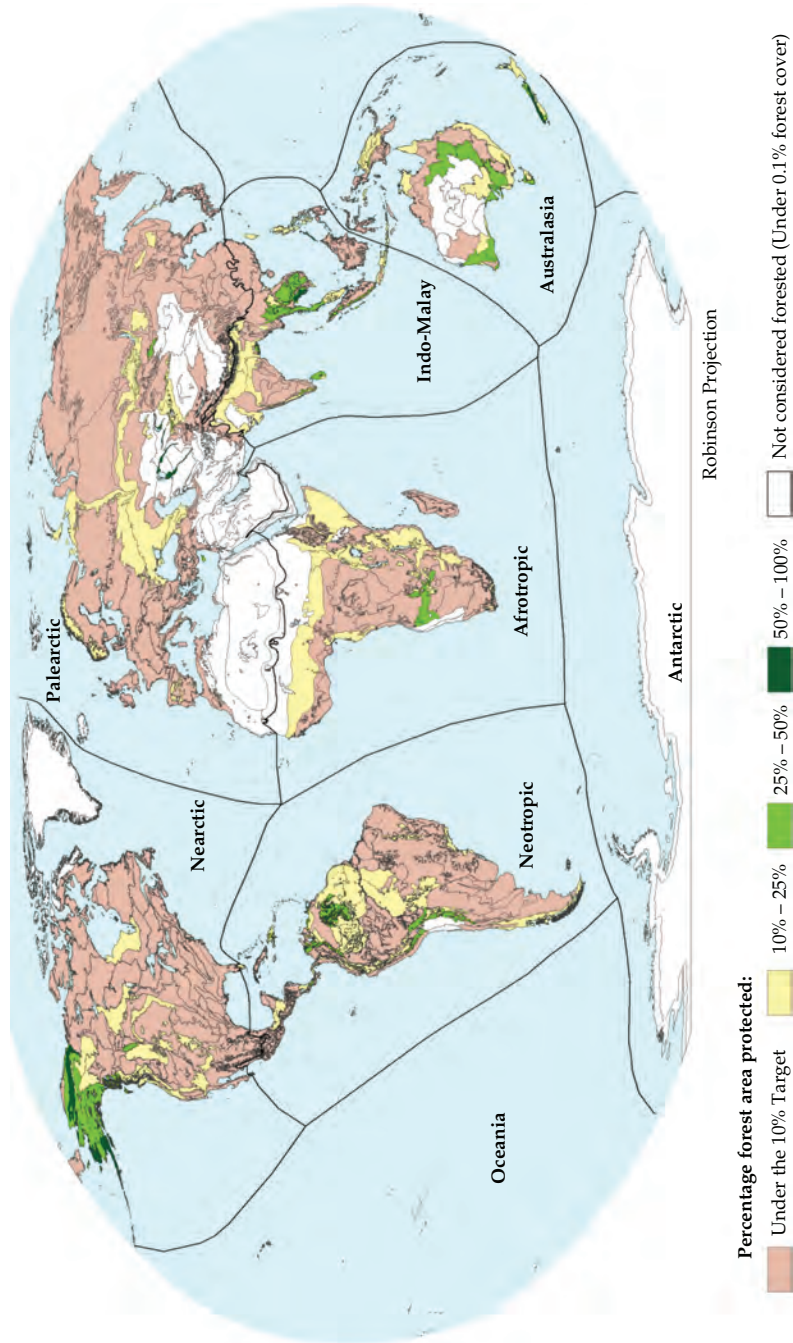 Palearctic
Nearctic
Indo-Malay
Afrotropic
Australasia
Neotropic
Oceania
Antarctic
Robinson Projection
Percentage forest area protected:
Under the 10% Target
10% – 25%
25% – 50%
50% – 100%
Not considered forested (Under 0.1% forest cover)